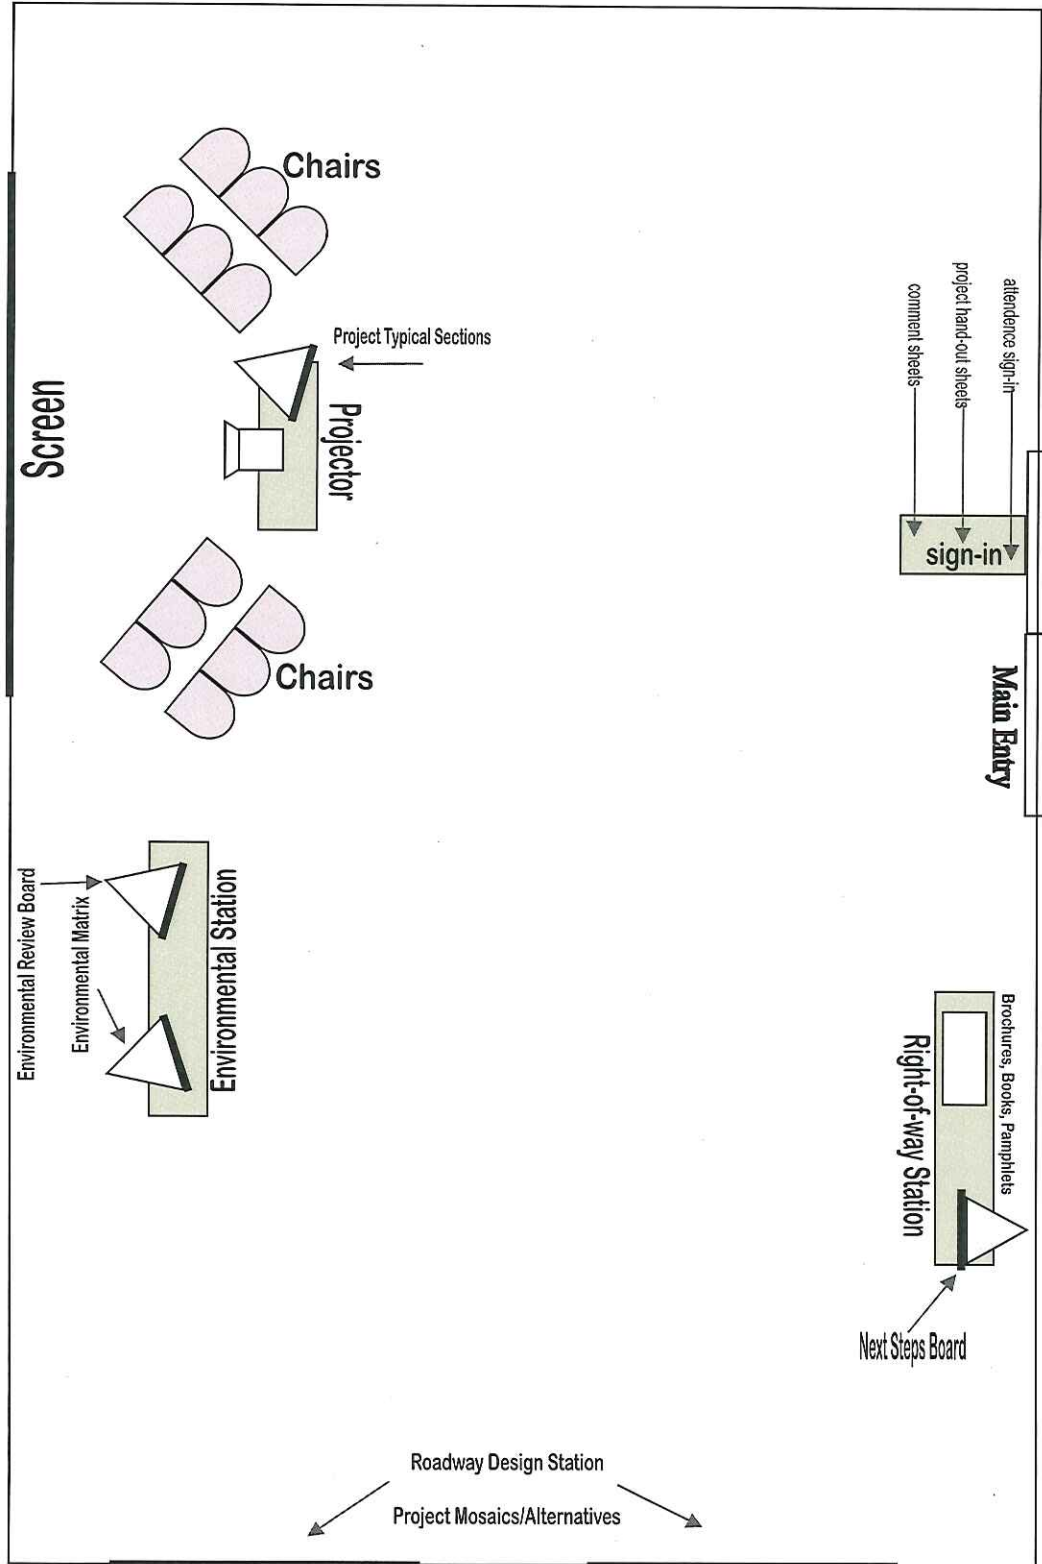 Chairs
Project Typical Sections
Projector
Screen
Chairs
attendence sign-in
project hand-out sheets
comment sheets
sign-in
Main Entry
Environmental Station
Environmental Review Board
Environmental Matrix
Brochures, Books, Pamphlets
Right-of-way Station
Next Steps Board
Roadway Design Station
Project Mosaics/Alternatives